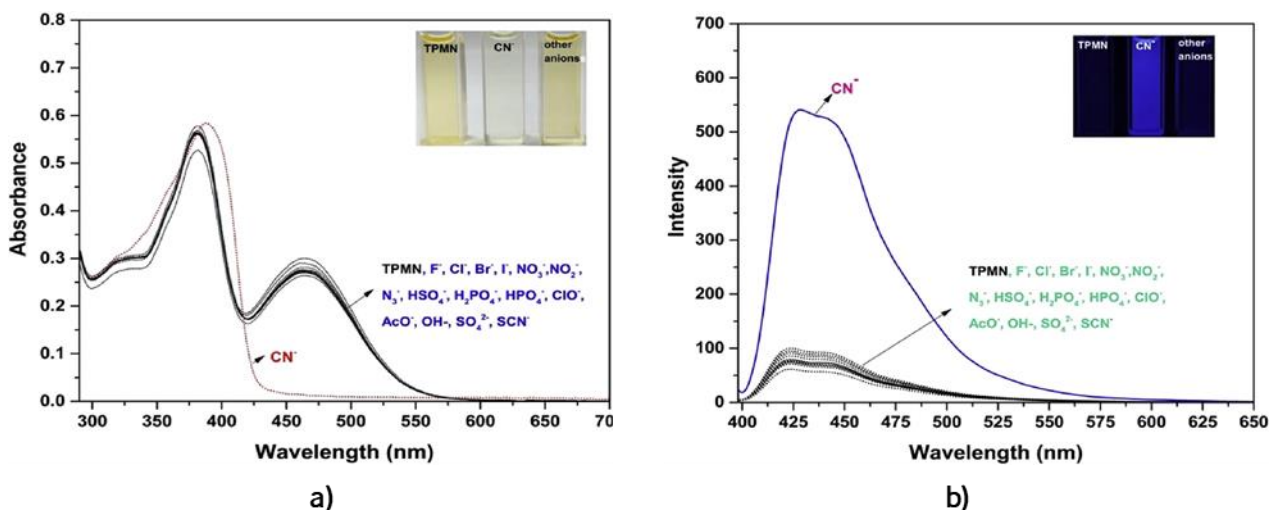 0.8
0.7
0.6
0.5
0.4
0.3
0.2
0.1
0.0
Absorbance
300 350 400 450 500 550 600 650 70
Wavelength (nm)
TPMN CN⁻ other
anions
TPMN, F⁻, Cl⁻, Br⁻, I⁻, NO₃⁻,NO₂⁻,
N₃⁻, HSO₄⁻, H₂PO₄⁻, HPO₄⁻, ClO⁻,
AcO⁻, OH-, SO₄²⁻, SCN⁻
CN⁻
a)
700
600
500
400
300
200
100
0
Intensity
400 425 450 475 500 525 550 575 600 625 650
Wavelength (nm)
TPMN CN⁻ other
anions
CN⁻
TPMN, F⁻, Cl⁻, Br⁻, I⁻, NO₃⁻,NO₂⁻,
N₃⁻, HSO₄⁻, H₂PO₄⁻, HPO₄⁻, ClO⁻,
AcO⁻, OH-, SO₄²⁻, SCN⁻
b)